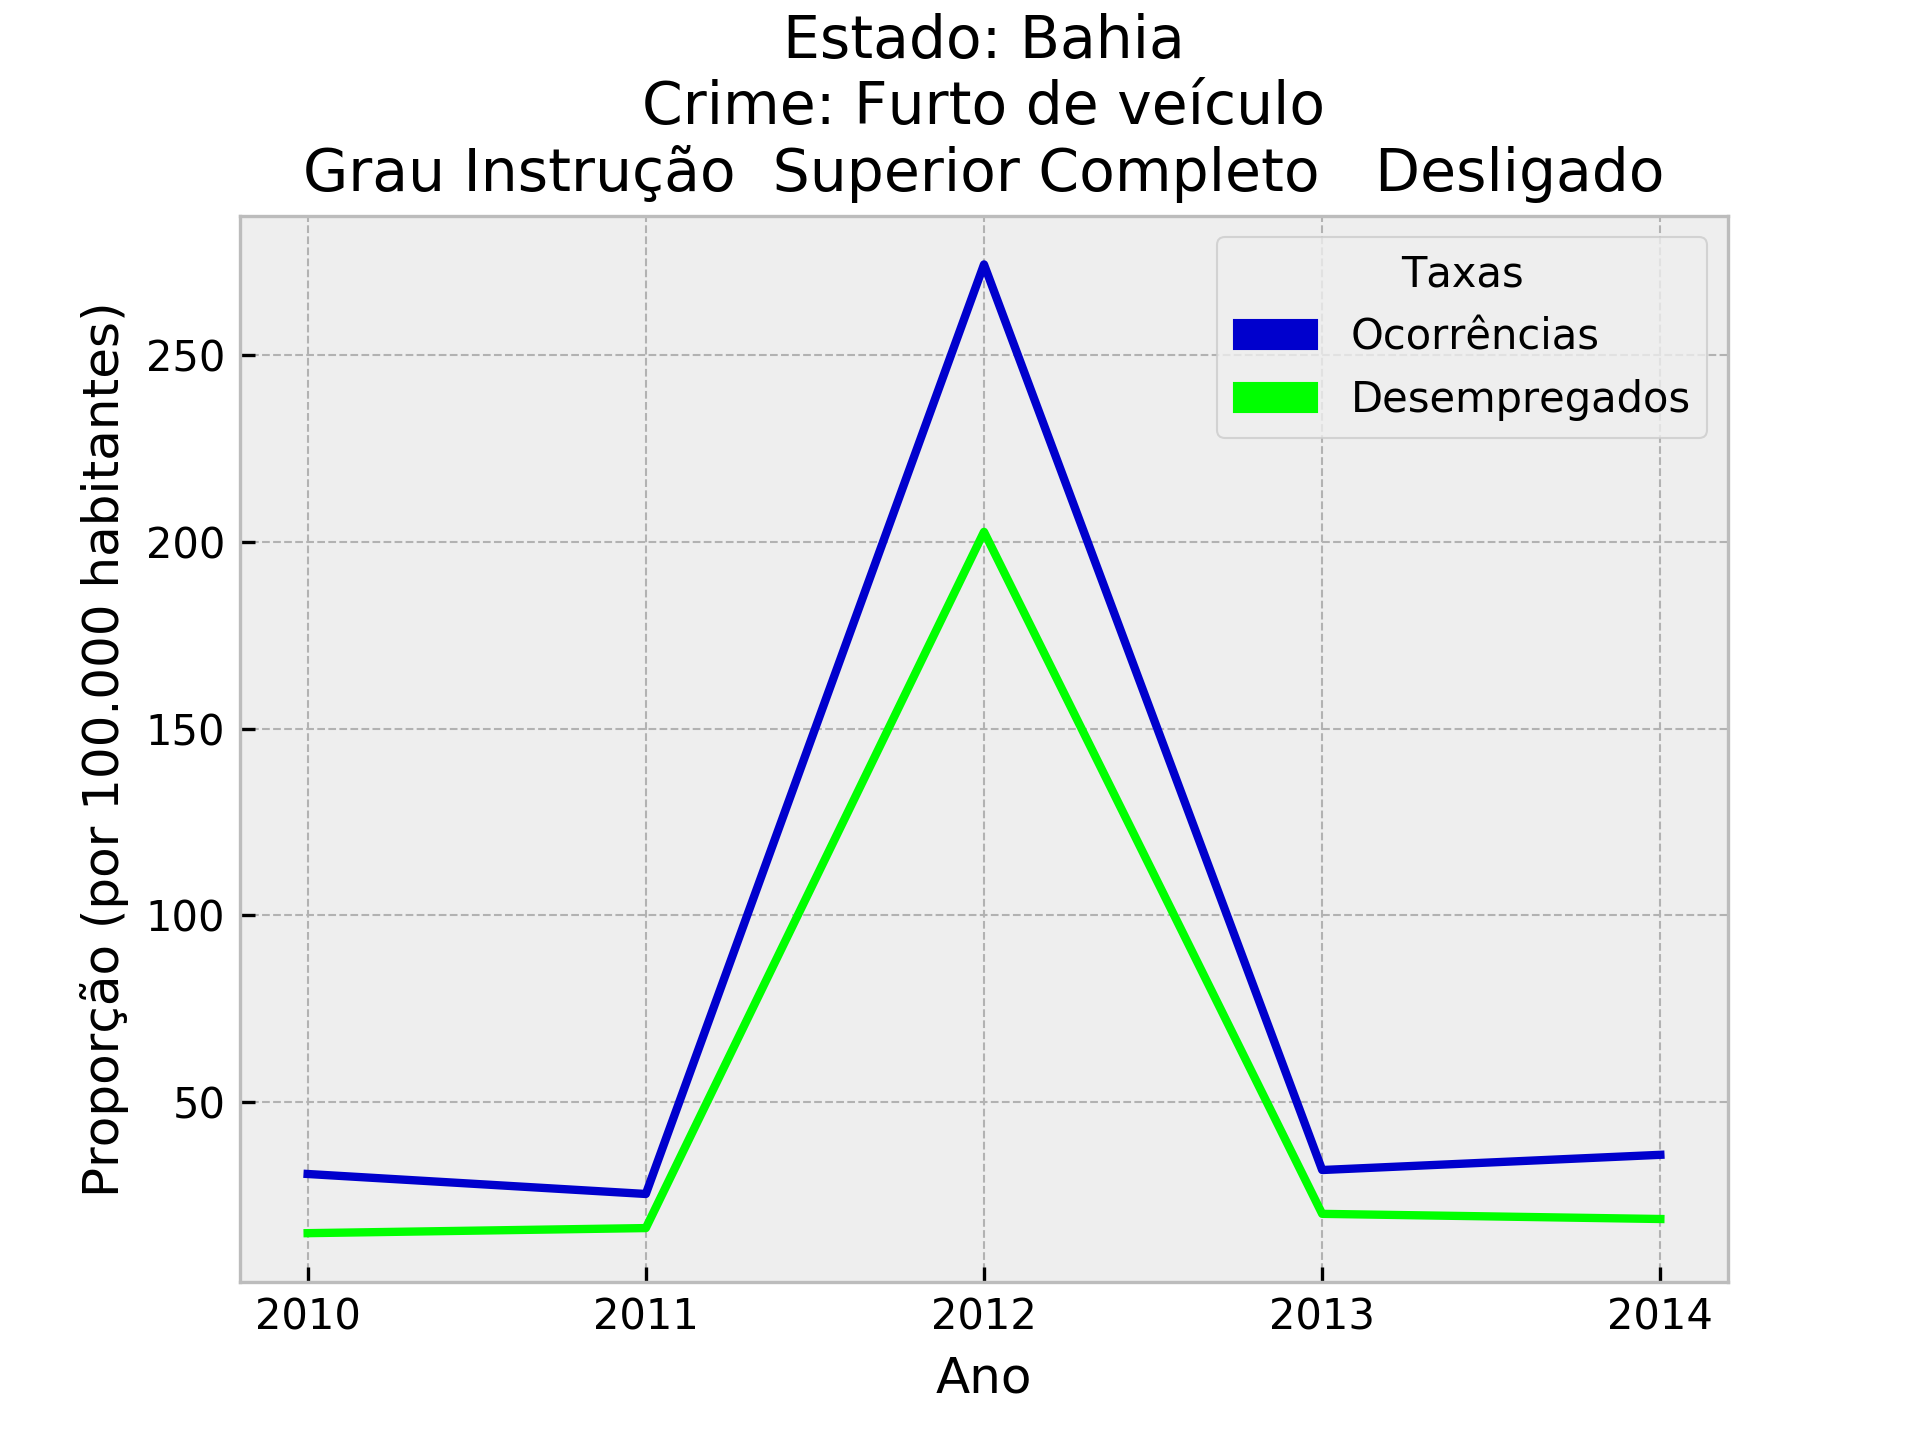 Estado: Bahia
Crime: Furto de veículo
Grau Instrução  Superior Completo   Desligado
Taxas
Ocorrências
Desempregados
Proporção (por 100.000 habitantes)
250
200
150
100
50
2010 2011 2012 2013 2014
Ano